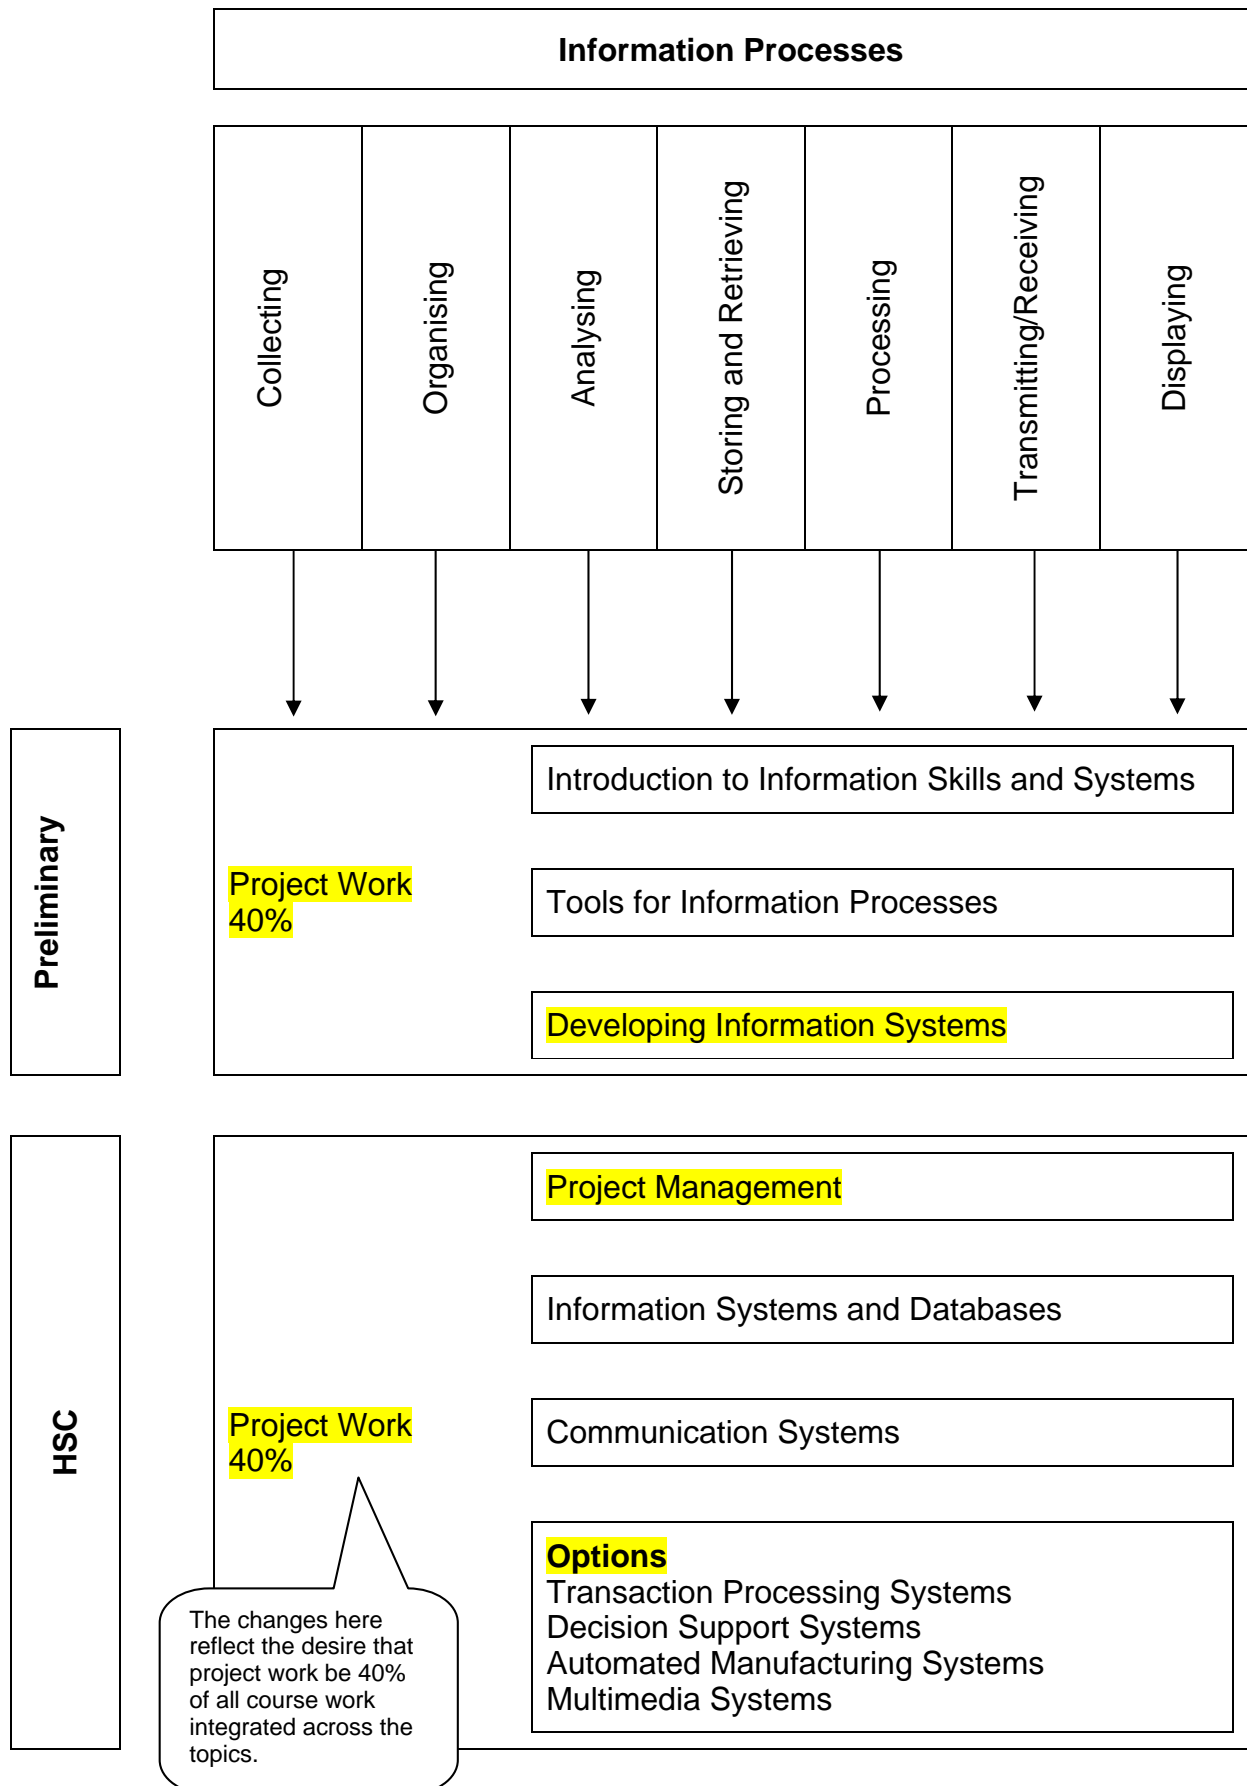 Information Processes
Collecting
Organising
Analysing
Storing and Retrieving
Processing
Transmitting/Receiving
Displaying
Preliminary
Project Work
40%
Introduction to Information Skills and Systems
Tools for Information Processes
Developing Information Systems
HSC
Project Work
40%
Project Management
Information Systems and Databases
Communication Systems
Options
Transaction Processing Systems
Decision Support Systems
Automated Manufacturing Systems
Multimedia Systems
The changes here
reflect the desire that
project work be 40%
of all course work
integrated across the
topics.